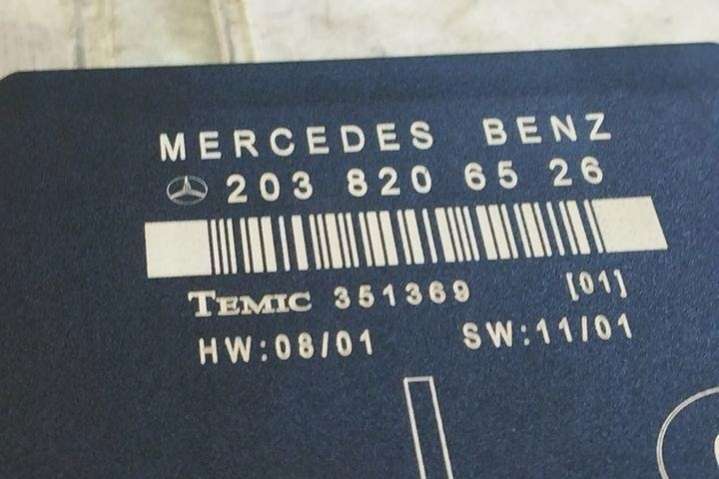 MERCEDES BENZ
203 820 65 26
TEMIC 351369 [01]
HW:08/01 SW:11/01